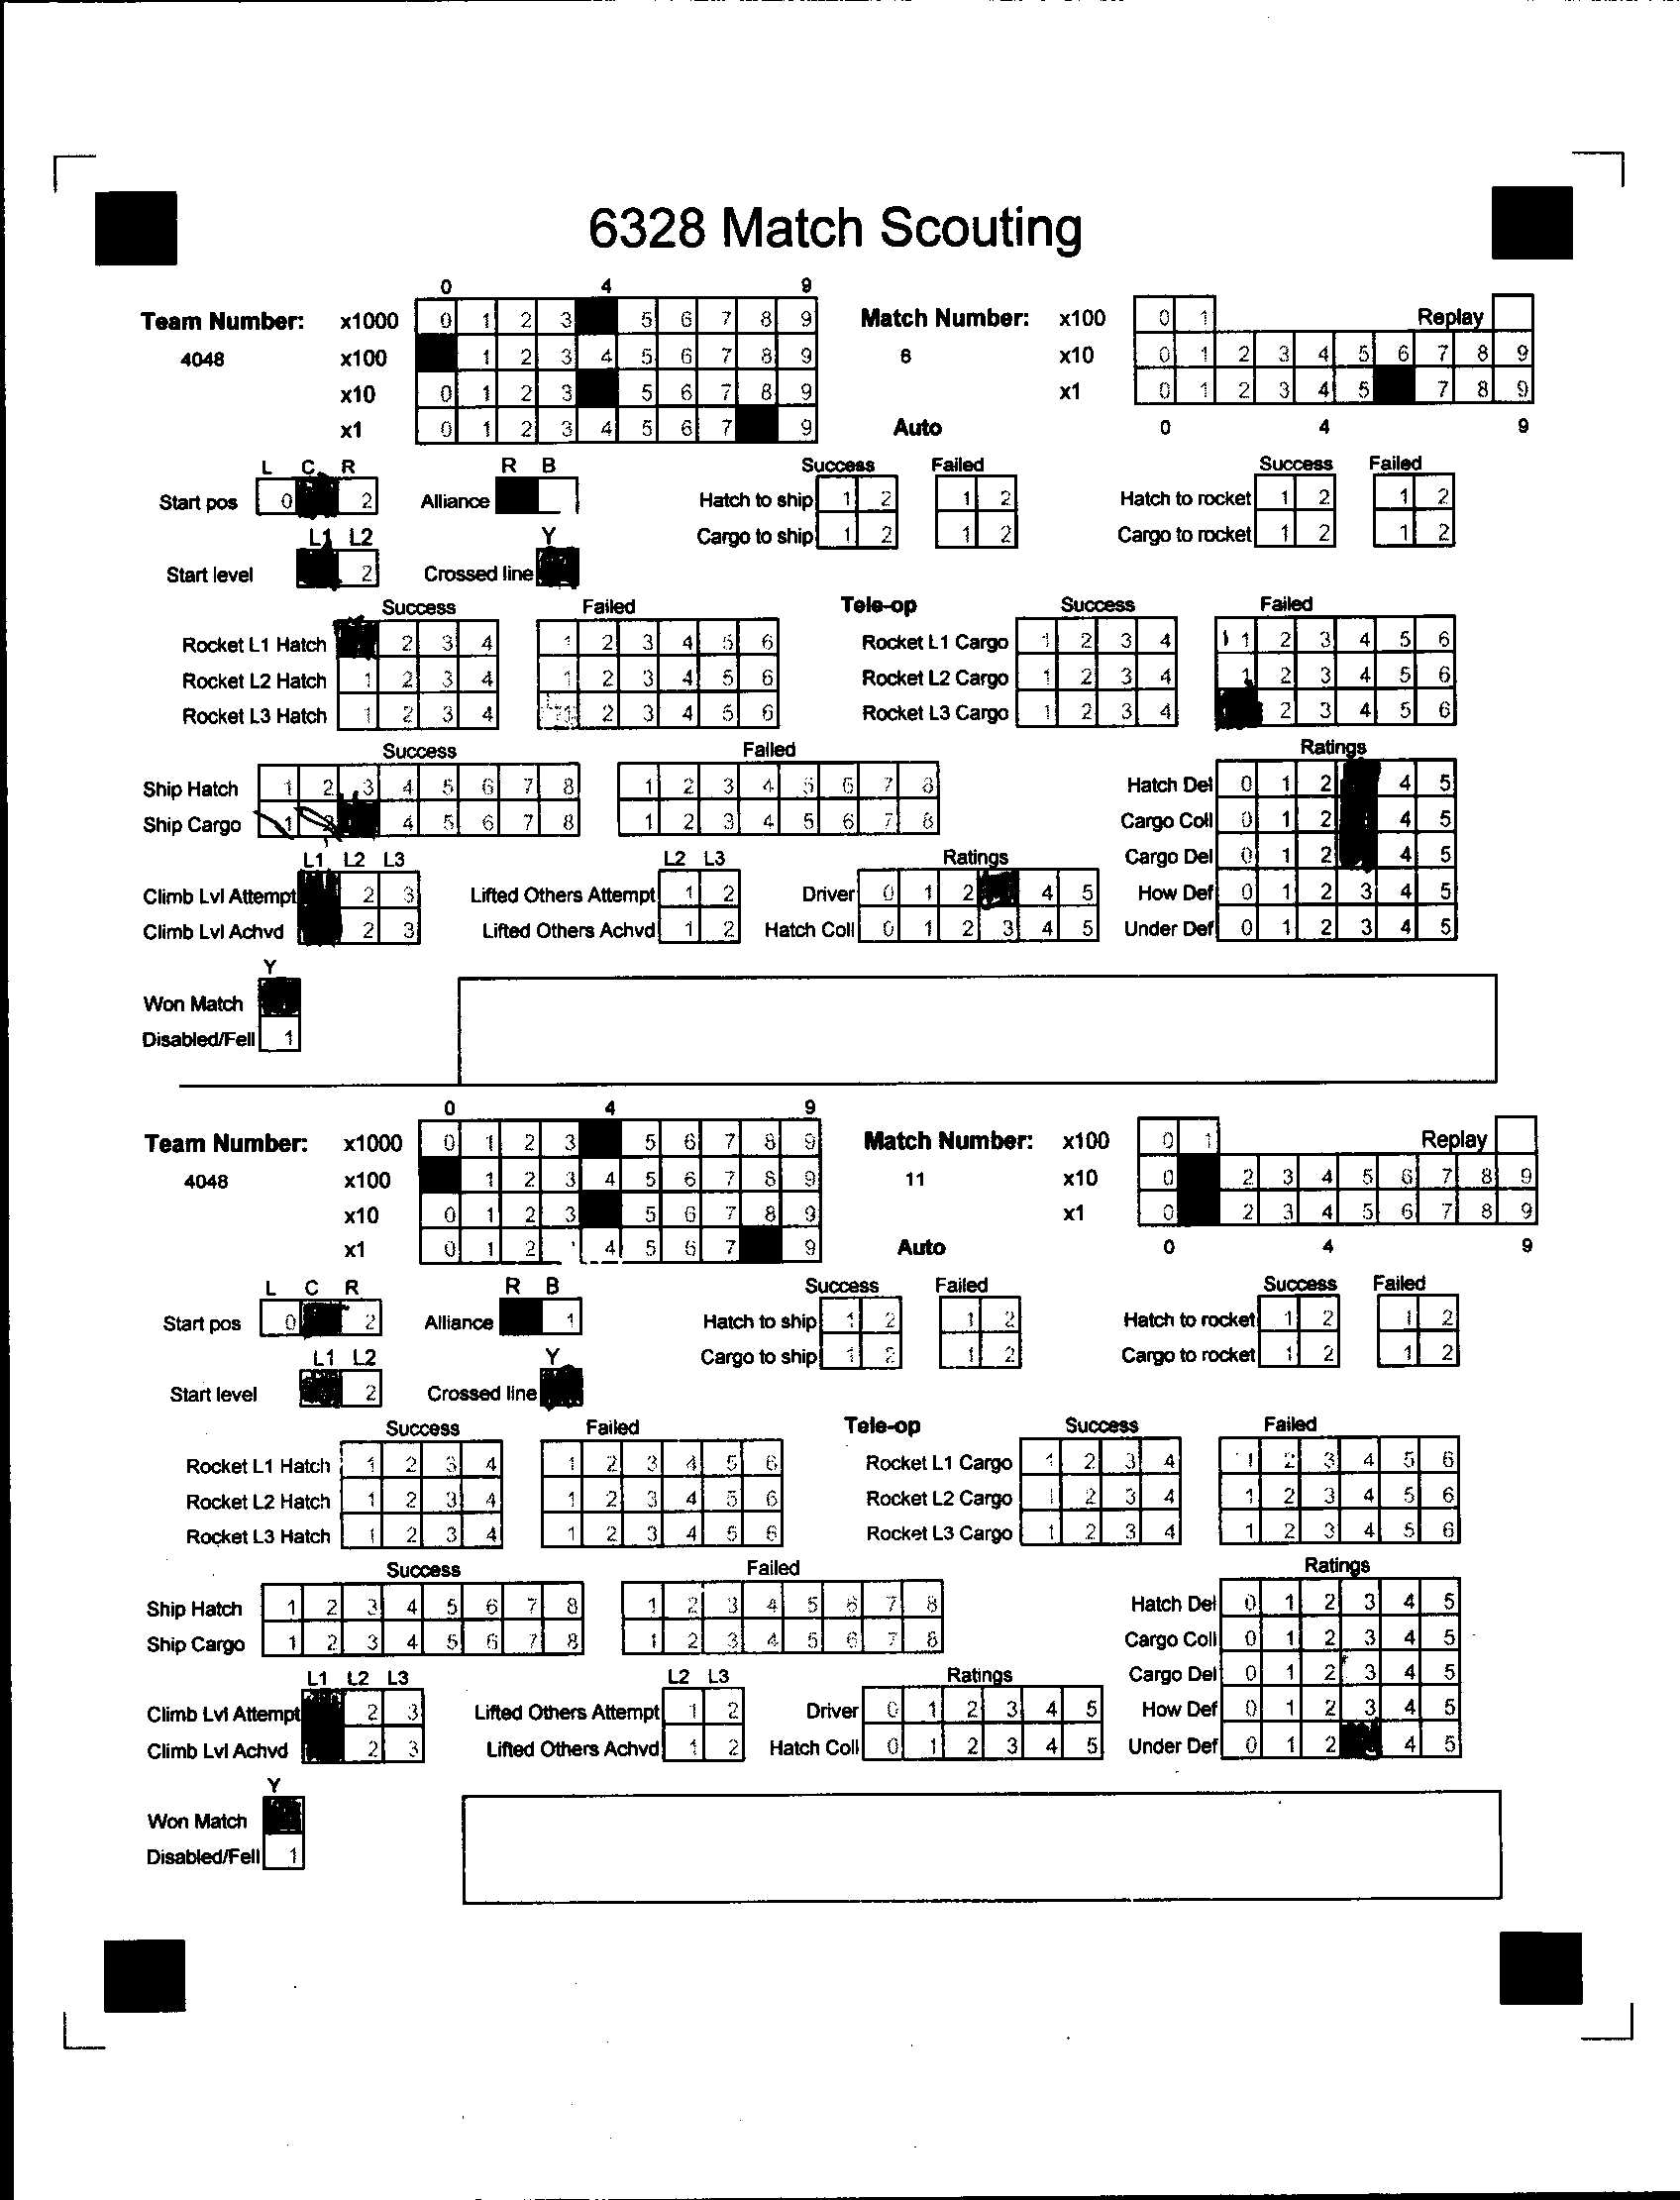 6328 Match Scouting
0 4 9
Team Number: x1000 0 1 2 3 5 6 7 8 9 Match Number: x100 0 1 Replay
4048 x100 1 2 3 4 5 6 7 8 9 6 x10 0 1 2 3 4 5 6 7 8 9
x10 0 1 2 3 5 6 7 8 9 x1 0 1 2 3 4 5 7 8 9
x1 0 1 2 3 4 5 6 7 9 Auto 0 4 9
L C R R B Success Failed Success Failed
Start pos 0 2 Alliance Hatch to ship 1 2 1 2 Hatch to rocket 1 2 1 2
Cargo to ship 1 2 1 2 Cargo to rocket 1 2 1 2
L1 L2 Y
Start level 2 Crossed line
Success Failed Tele-op Success Failed
Rocket L1 Hatch 2 3 4 1 2 3 4 5 6 Rocket L1 Cargo 1 2 3 4 1 2 3 4 5 6
Rocket L2 Hatch 1 2 3 4 1 2 3 4 5 6 Rocket L2 Cargo 1 2 3 4 1 2 3 4 5 6
Rocket L3 Hatch 1 2 3 4 1 2 3 4 5 6 Rocket L3 Cargo 1 2 3 4 2 3 4 5 6
Success Failed Ratings
Ship Hatch 1 2 3 4 5 6 7 8 1 2 3 4 5 6 7 8 Hatch Del 0 1 2 4 5
Ship Cargo 1 2 4 5 6 7 8 1 2 3 4 5 6 7 8 Cargo Coll 0 1 2 4 5
L1 L2 L3 L2 L3 Ratings Cargo Del 0 1 2 4 5
Climb Lvl Attempt 2 3 Lifted Others Attempt 1 2 Driver 0 1 2 4 5 How Def 0 1 2 3 4 5
Climb Lvl Achvd 2 3 Lifted Others Achvd 1 2 Hatch Coll 0 1 2 3 4 5 Under Def 0 1 2 3 4 5
Y
Won Match
Disabled/Fell 1
0 4 9
Team Number: x1000 0 1 2 3 5 6 7 8 9 Match Number: x100 0 1 Replay
4048 x100 1 2 3 4 5 6 7 8 9 11 x10 0 2 3 4 5 6 7 8 9
x10 0 1 2 3 5 6 7 8 9 x1 0 2 3 4 5 6 7 8 9
x1 0 1 2 4 5 6 7 9 Auto 0 4 9
L C R R B Success Failed Success Failed
Start pos 0 2 Alliance 1 Hatch to ship 1 2 1 2 Hatch to rocket 1 2 1 2
Cargo to ship 1 2 1 2 Cargo to rocket 1 2 1 2
L1 L2 Y
Start level 2 Crossed line
Success Failed Tele-op Success Failed
Rocket L1 Hatch 1 2 3 4 1 2 3 4 5 6 Rocket L1 Cargo 1 2 3 4 1 2 3 4 5 6
Rocket L2 Hatch 1 2 3 4 1 2 3 4 5 6 Rocket L2 Cargo 1 2 3 4 1 2 3 4 5 6
Rocket L3 Hatch 1 2 3 4 1 2 3 4 5 6 Rocket L3 Cargo 1 2 3 4 1 2 3 4 5 6
Success Failed Ratings
Ship Hatch 1 2 3 4 5 6 7 8 1 2 3 4 5 6 7 8 Hatch Del 0 1 2 3 4 5
Ship Cargo 1 2 3 4 5 6 7 8 1 2 3 4 5 6 7 8 Cargo Coll 0 1 2 3 4 5
L1 L2 L3 L2 L3 Ratings Cargo Del 0 1 2 3 4 5
Climb Lvl Attempt 2 3 Lifted Others Attempt 1 2 Driver 0 1 2 3 4 5 How Def 0 1 2 3 4 5
Climb Lvl Achvd 2 3 Lifted Others Achvd 1 2 Hatch Coll 0 1 2 3 4 5 Under Def 0 1 2 4 5
Y
Won Match
Disabled/Fell 1